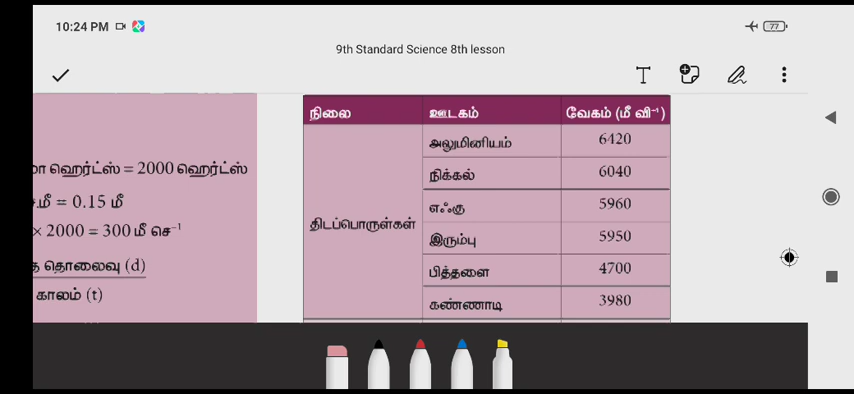 10:24 PM
77
9th Standard Science 8th lesson
T
ஹெர்ட்ஸ் = 2000 ஹெர்ட்ஸ்
மீ = 0.15 மீ
× 2000 = 300 மீ செ⁻¹
தொலைவு (d)
காலம் (t)
நிலை ஊடகம் வேகம் (மீ வி⁻¹)
அலுமினியம் 6420
நிக்கல் 6040
எஃகு 5960
திடப்பொருள்கள்
இரும்பு 5950
பித்தளை 4700
கண்ணாடி 3980